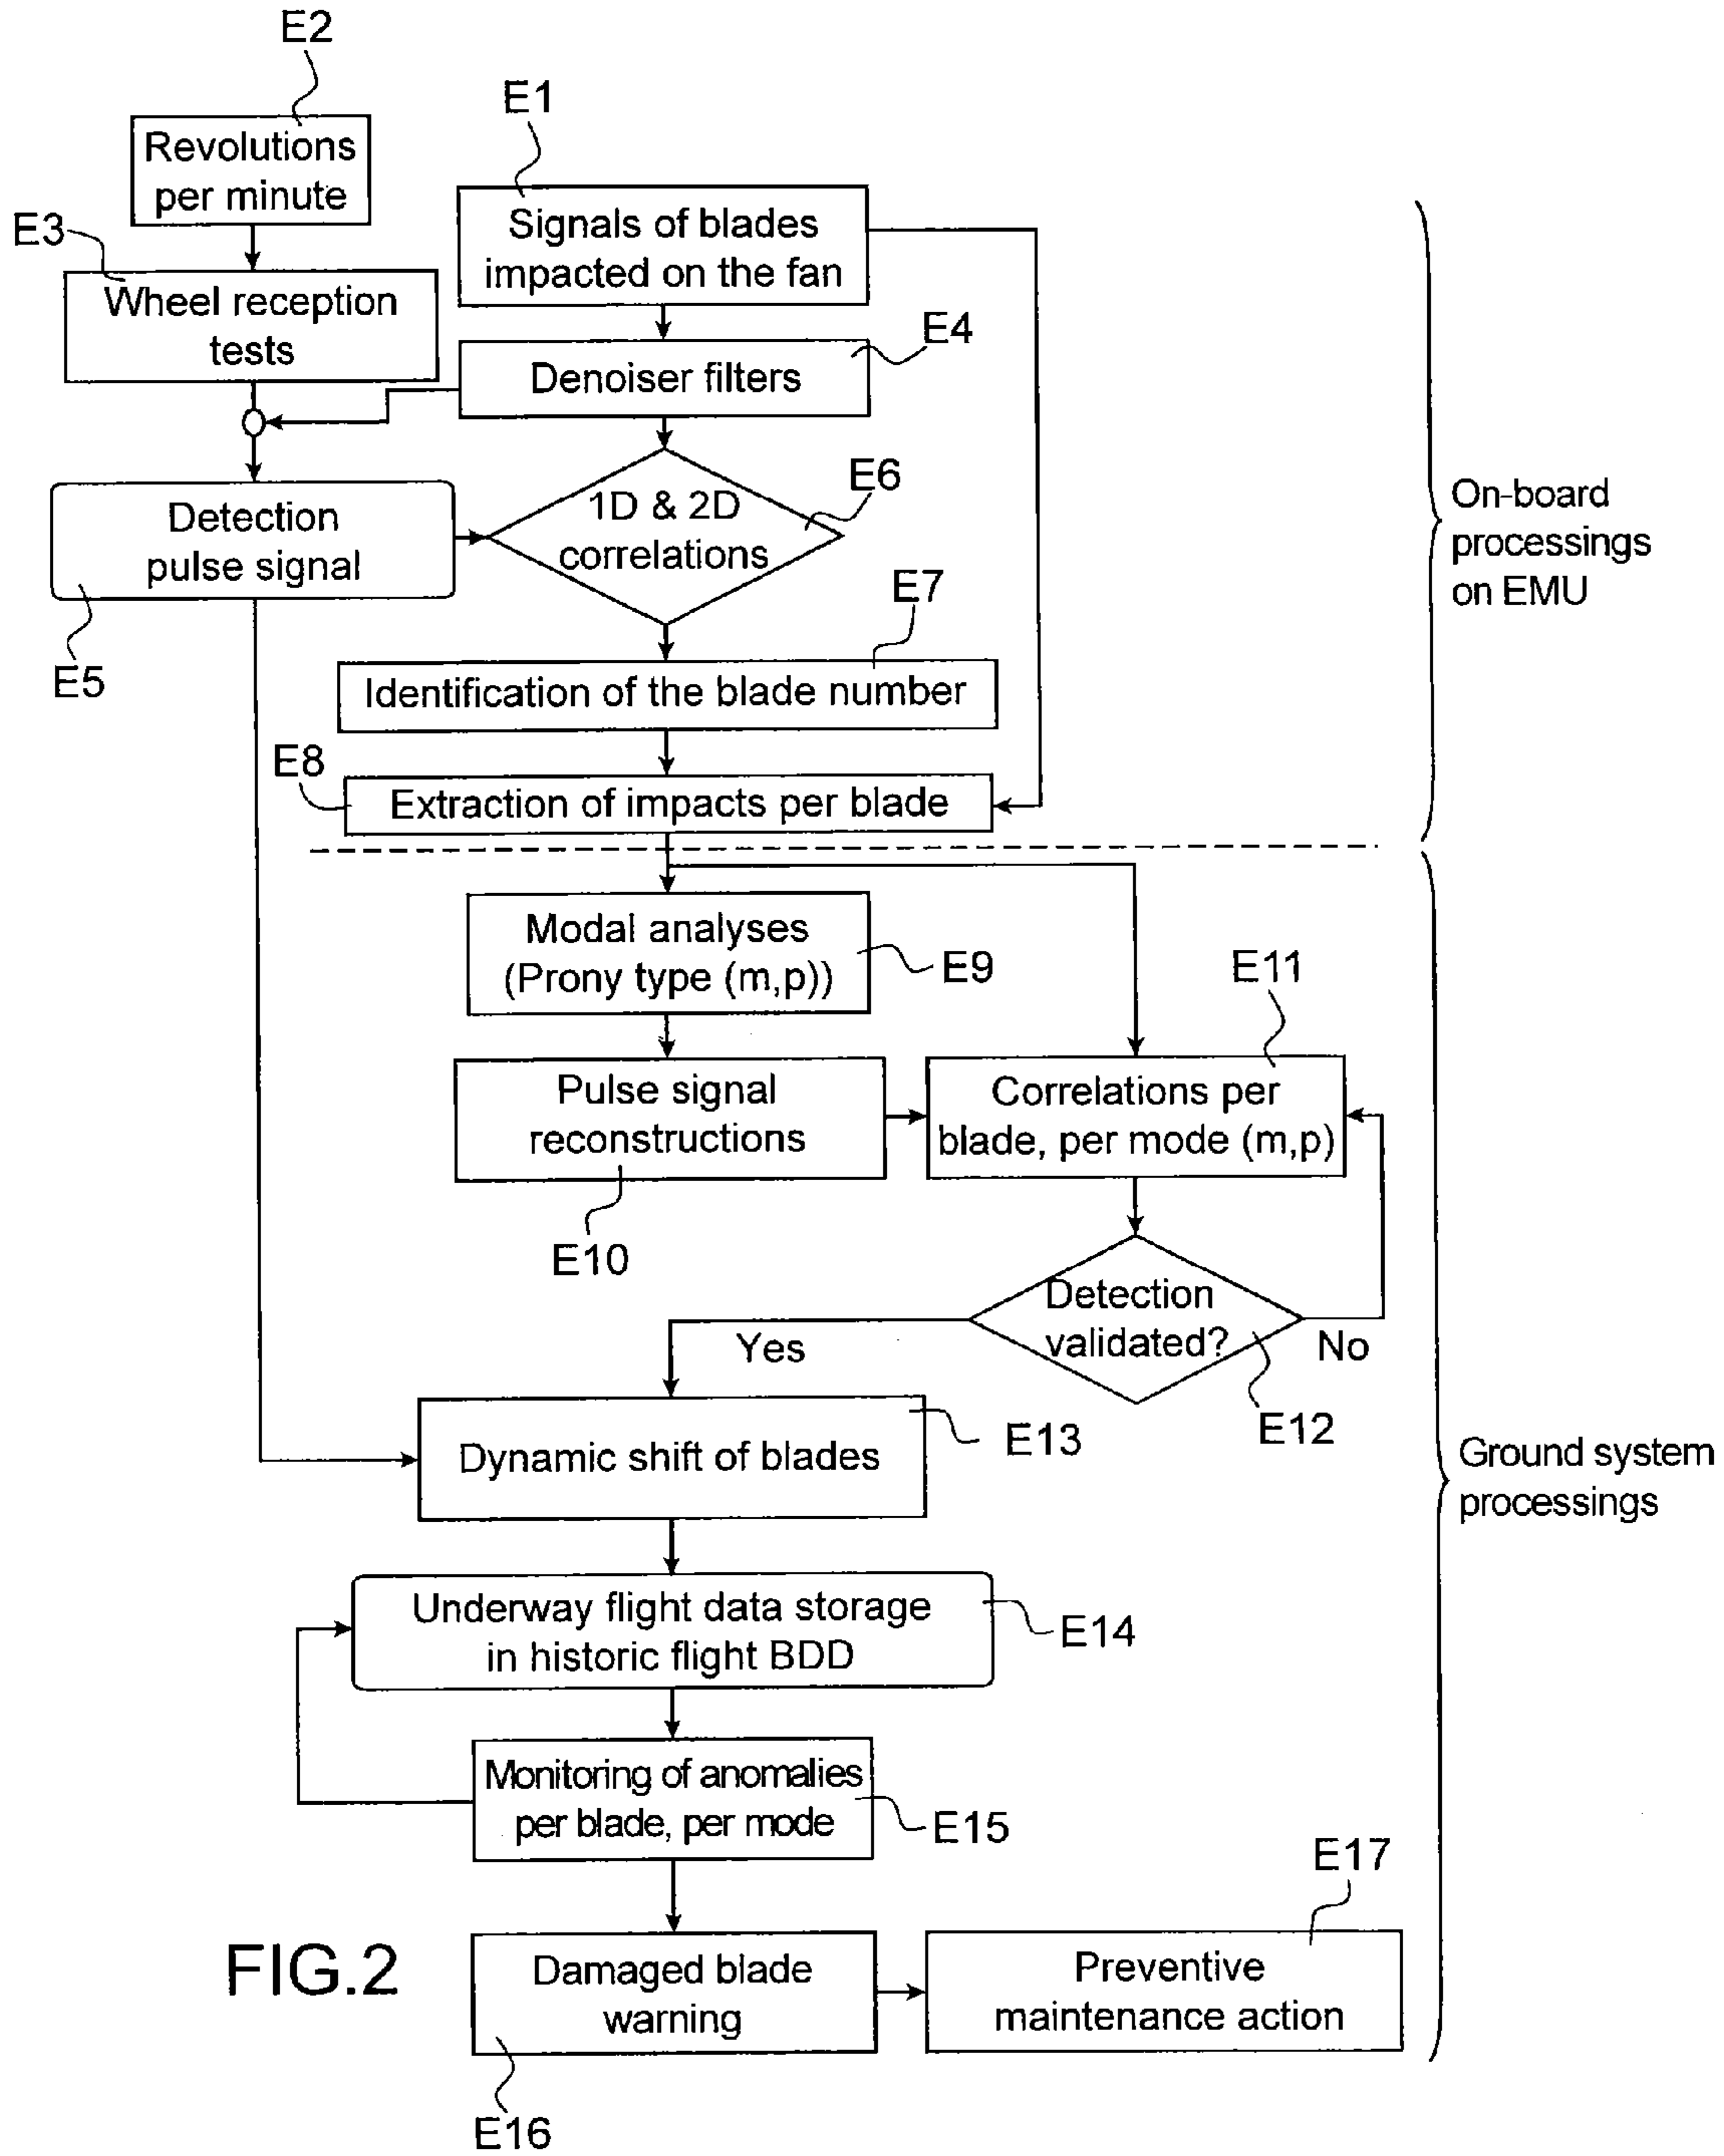 E2
Revolutions
per minute
E1
Signals of blades
impacted on the fan
E3
Wheel reception
tests
E4
Denoiser filters
E6
1D & 2D
correlations
Detection
pulse signal
E5
On-board
processings
on EMU
E7
Identification of the blade number
E8
Extraction of impacts per blade
Modal analyses
(Prony type (m,p))
E9
E11
Pulse signal
reconstructions
E10
Correlations per
blade, per mode (m,p)
Detection
validated?
Yes
No
E12
Dynamic shift of blades
E13
Ground system
processings
Underway flight data storage
in historic flight BDD
E14
Monitoring of anomalies
per blade, per mode
E15
E17
FIG.2
Damaged blade
warning
Preventive
maintenance action
E16